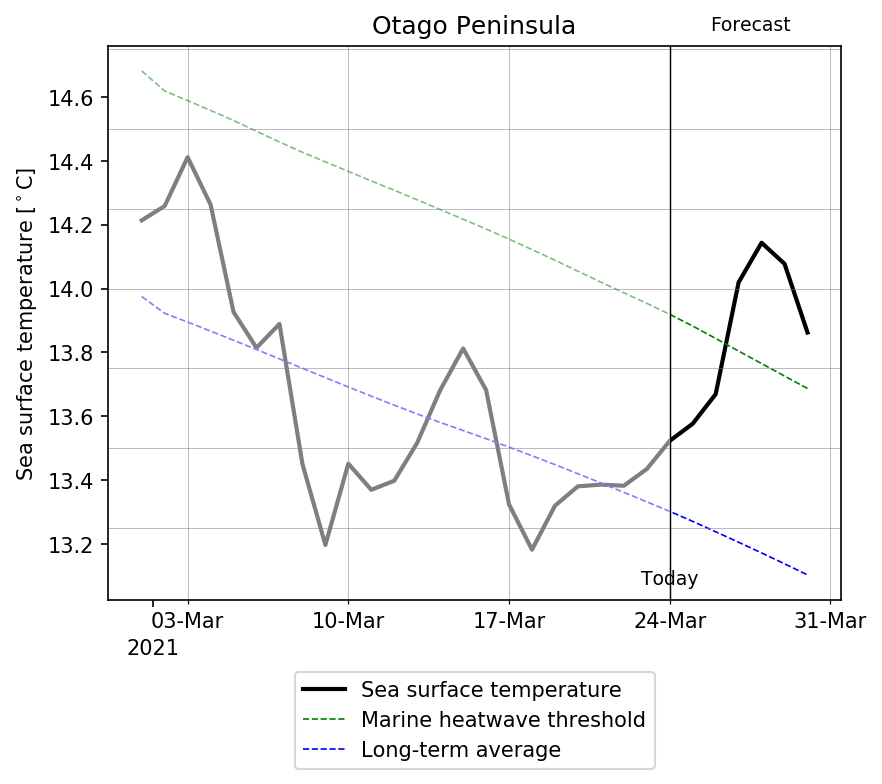 Otago Peninsula
Forecast
Sea surface temperature [°C]
14.6
14.4
14.2
14.0
13.8
13.6
13.4
13.2
Today
03-Mar 10-Mar 17-Mar 24-Mar 31-Mar
2021
Sea surface temperature
Marine heatwave threshold
Long-term average